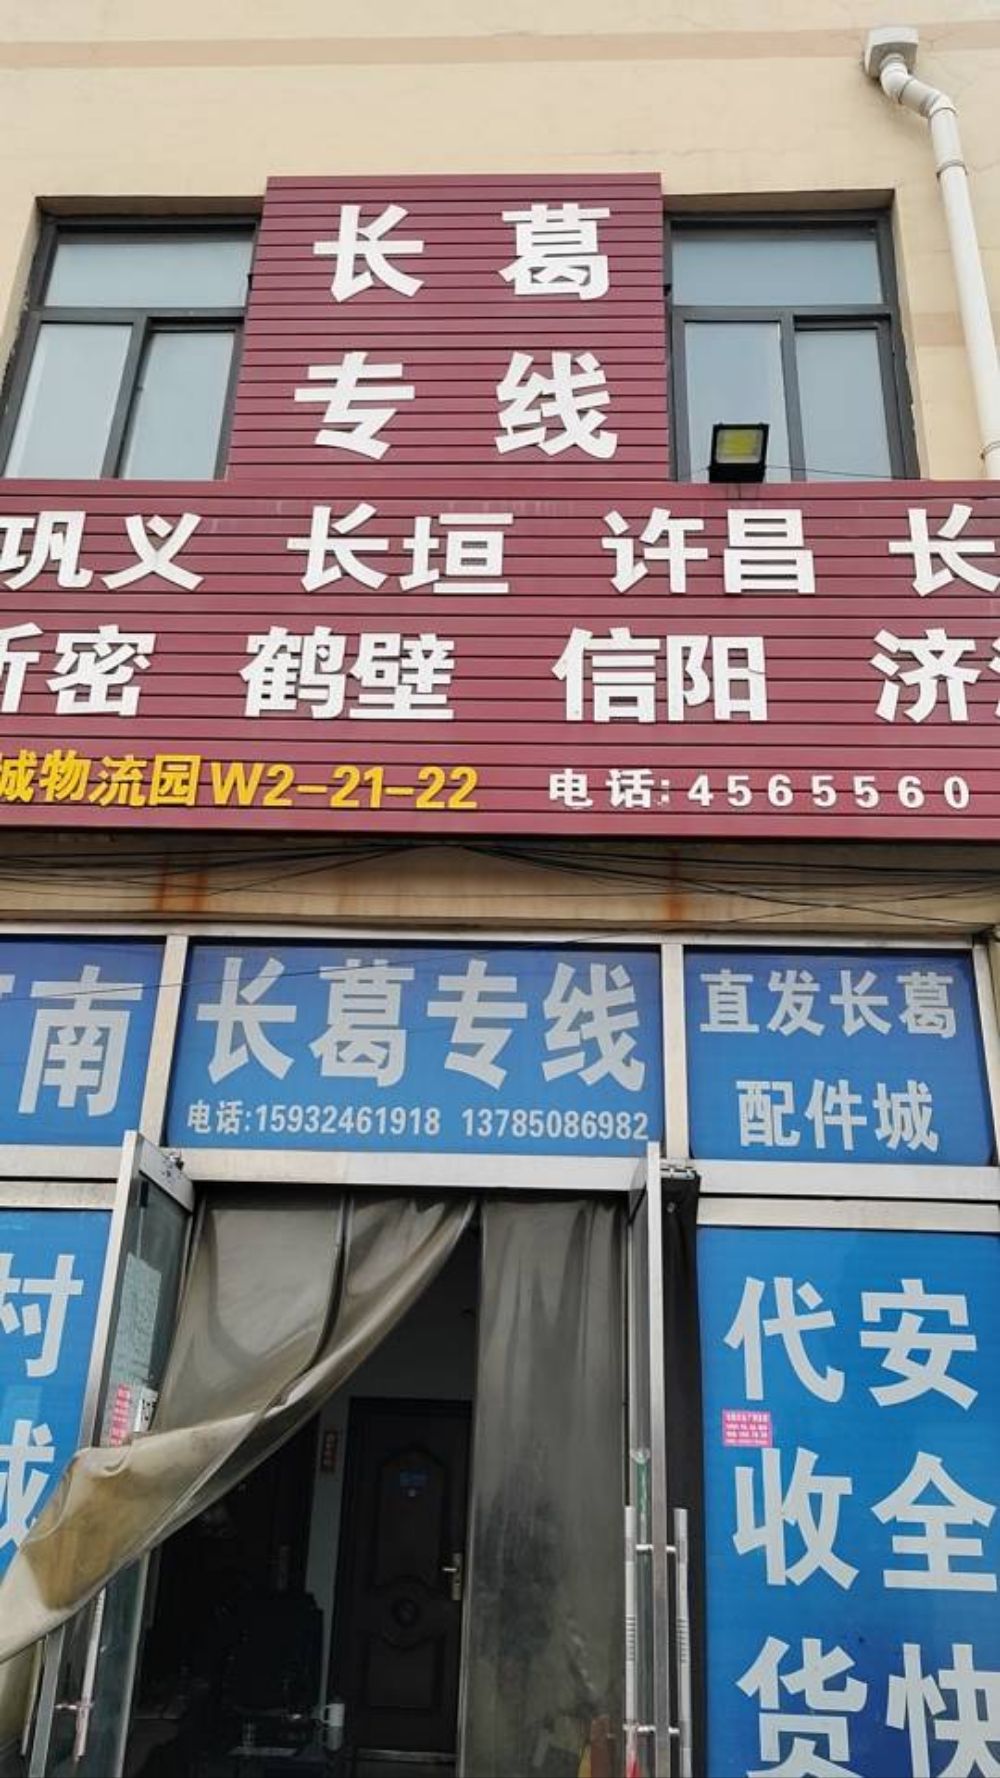 长葛
专线
巩义 长垣 许昌 长
新密 鹤壁 信阳 济
城物流园W2-21-22 电话:4565560
南
长葛专线
电话:15932461918 13785086982
直发长葛
配件城
村
城
代安
收全
货快